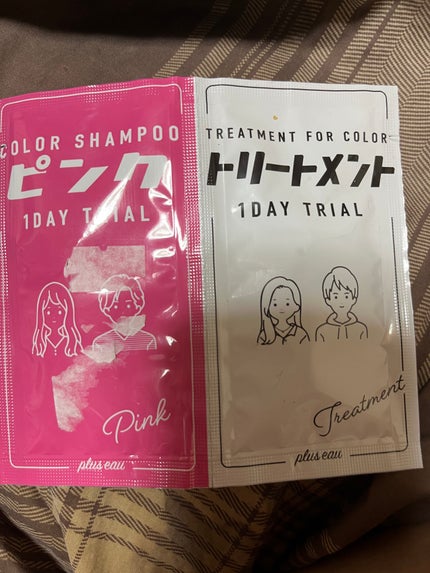 COLOR SHAMPOO
ピンク
1DAY TRIAL
Pink
plus eau
TREATMENT FOR COLOR
トリートメント
1DAY TRIAL
Treatment
plus eau